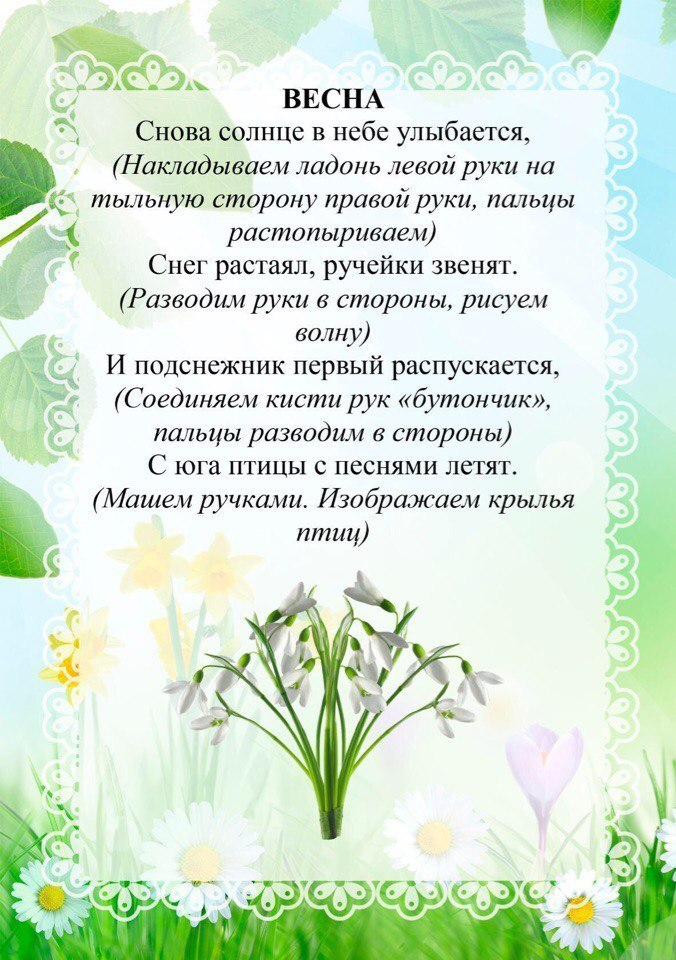 ВЕСНА
Снова солнце в небе улыбается,
(Накладываем ладонь левой руки на
тыльную сторону правой руки, пальцы
растопыриваем)
Снег растаял, ручейки звенят.
(Разводим руки в стороны, рисуем
волну)
И подснежник первый распускается,
(Соединяем кисти рук «бутончик»,
пальцы разводим в стороны)
С юга птицы с песнями летят.
(Машем ручками. Изображаем крылья
птиц)